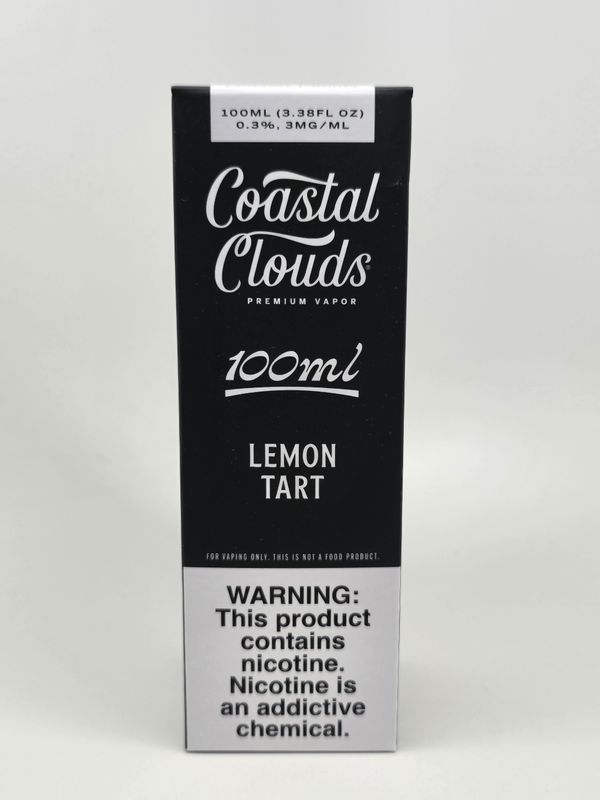 100ML (3.38FL OZ)
0.3%, 3MG/ML
Coastal
Clouds®
PREMIUM VAPOR
100ml
LEMON
TART
FOR VAPING ONLY. THIS IS NOT A FOOD PRODUCT.
WARNING:
This product
contains
nicotine.
Nicotine is
an addictive
chemical.